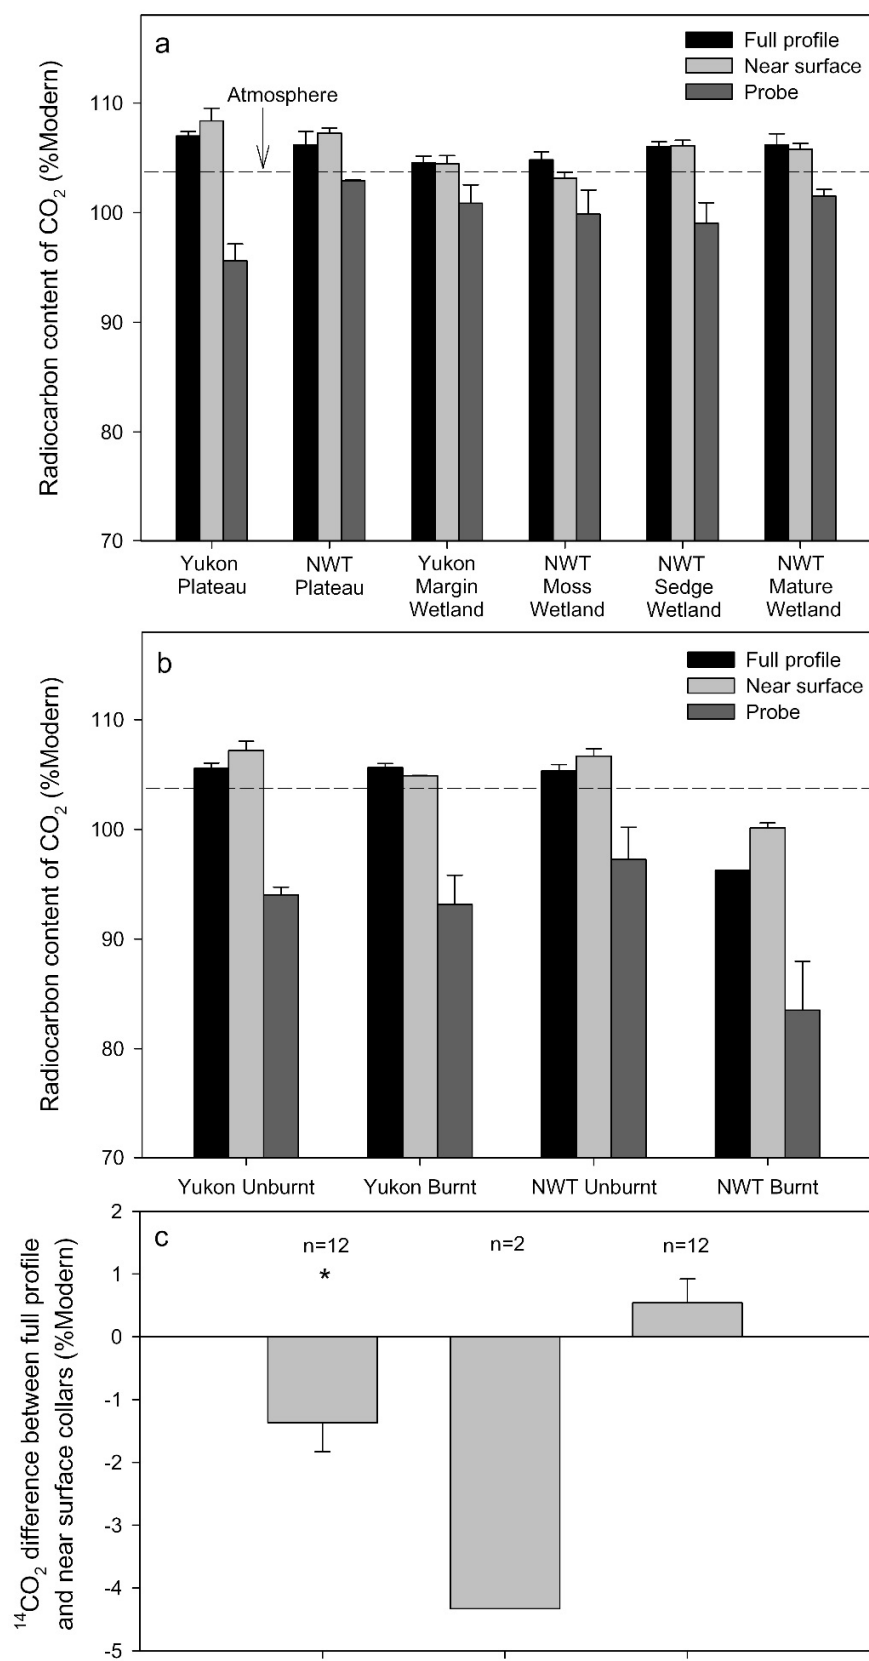 a
Full profile
Near surface
Probe
Atmosphere
Radiocarbon content of CO2 (%Modern)
110
100
90
80
70
Yukon Plateau
NWT Plateau
Yukon Margin Wetland
NWT Moss Wetland
NWT Sedge Wetland
NWT Mature Wetland
b
Full profile
Near surface
Probe
Radiocarbon content of CO2 (%Modern)
110
100
90
80
70
Yukon Unburnt
Yukon Burnt
NWT Unburnt
NWT Burnt
c
n=12
n=2
n=12
*
14CO2 difference between full profile
and near surface collars (%Modern)
2
1
0
-1
-2
-3
-4
-5